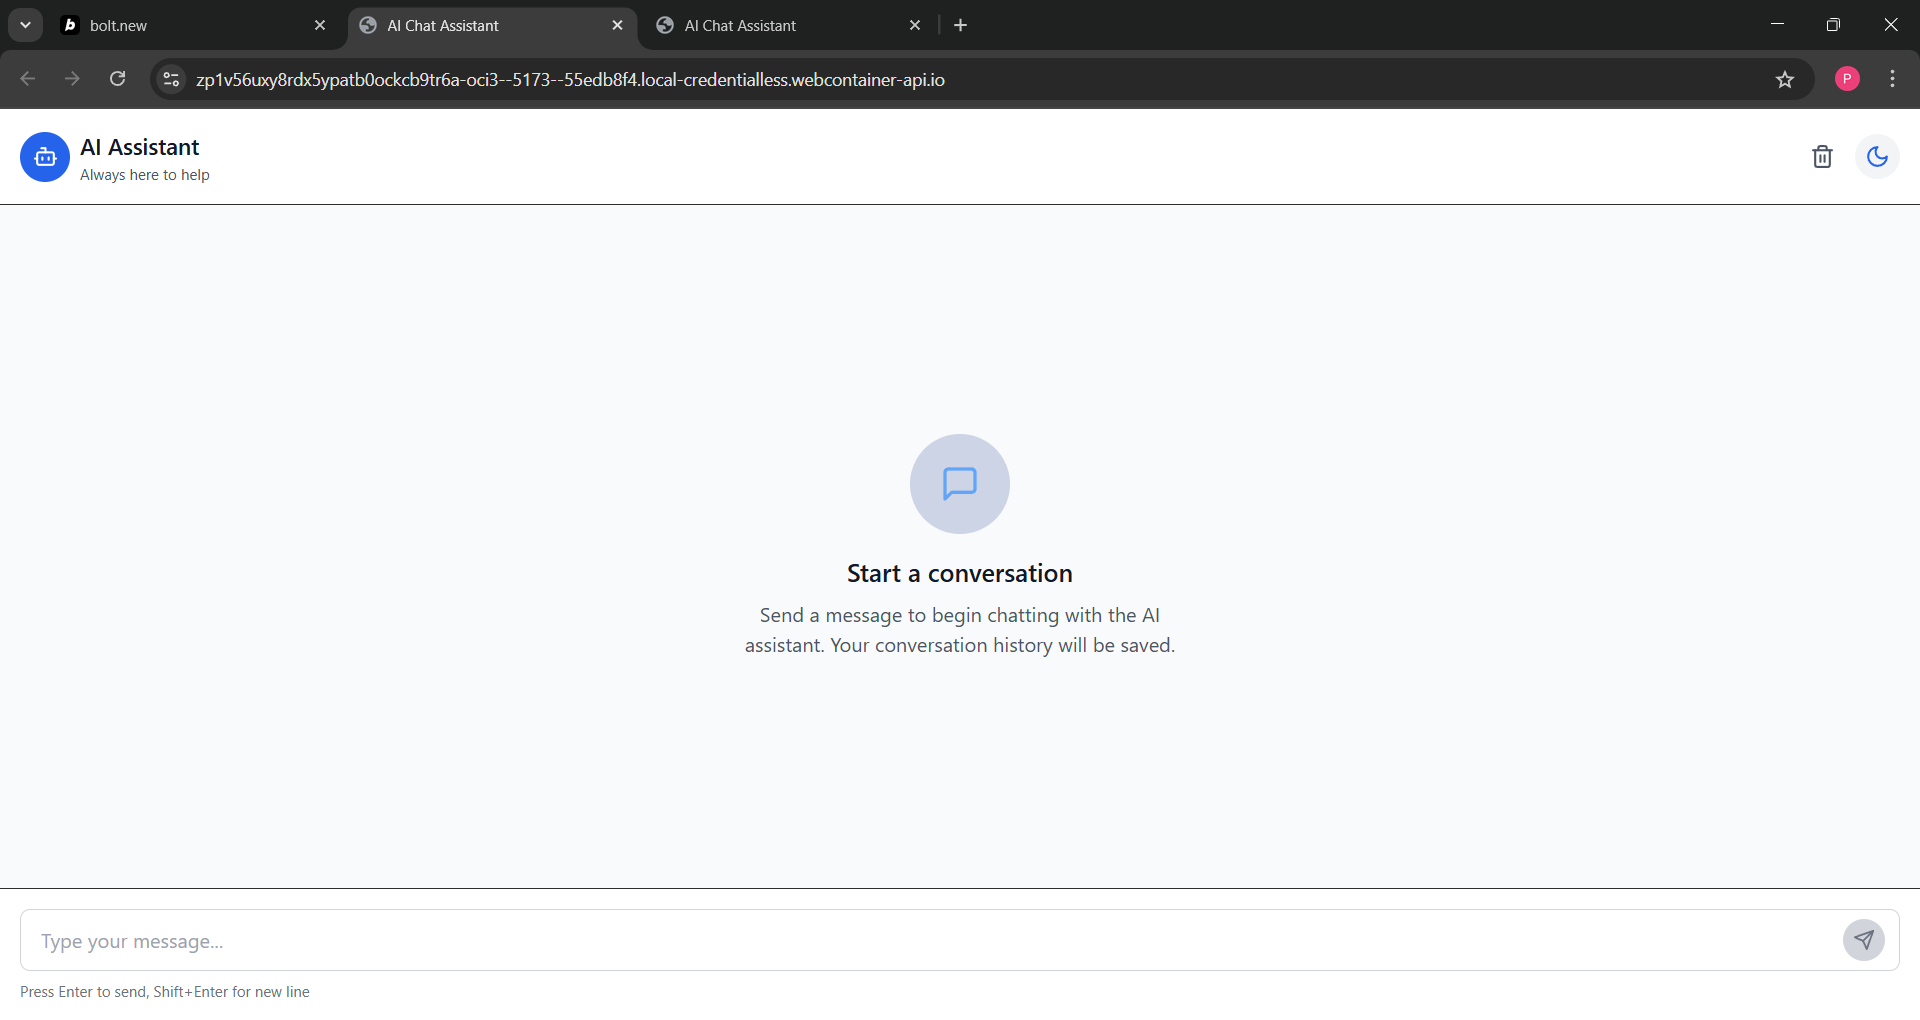 bolt.new
AI Chat Assistant
AI Chat Assistant
zp1v56uxy8rdx5ypatb0ockcb9tr6a-oci3--5173--55edb8f4.local-credentialless.webcontainer-api.io
P
AI Assistant
Always here to help
Start a conversation
Send a message to begin chatting with the AI
assistant. Your conversation history will be saved.
Type your message...
Press Enter to send, Shift+Enter for new line